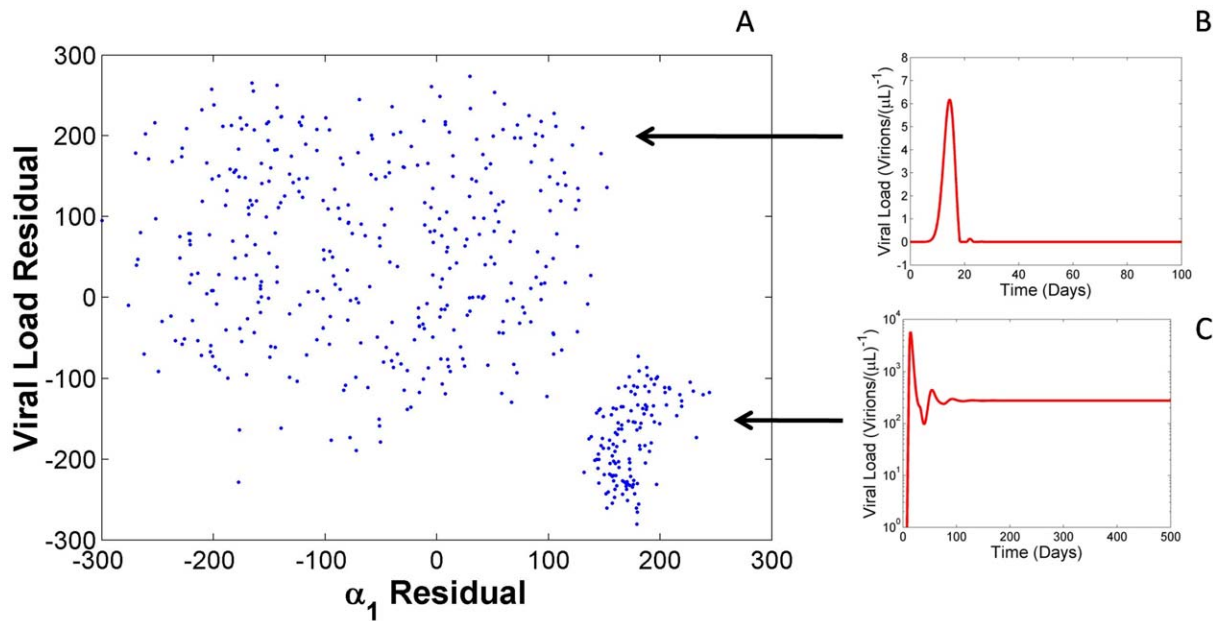 A
300
200
100
0
-100
-200
-300
Viral Load Residual
-300 -200 -100 0 100 200 300
α1 Residual
B
8
7
6
5
4
3
2
1
0
-1
Viral Load (Virions/(μL)⁻¹
0 20 40 60 80 100
Time (Days)
C
10⁴
10³
10²
10¹
10⁰
Viral Load (Virions/(μL)⁻¹
0 100 200 300 400 500
Time (Days)